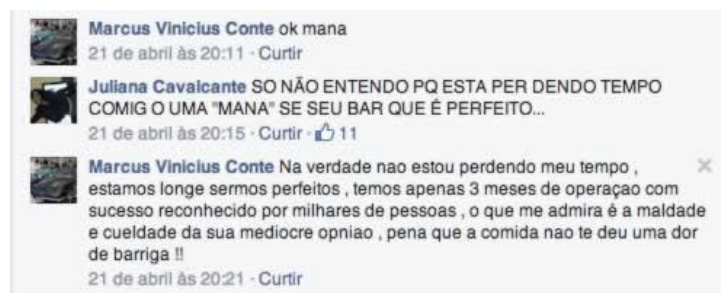 Marcus Vinicius Conte ok mana
21 de abril às 20:11 · Curtir
Juliana Cavalcante SO NÃO ENTENDO PQ ESTA PER DENDO TEMPO
COMIG O UMA "MANA" SE SEU BAR QUE É PERFEITO...
21 de abril às 20:15 · Curtir · 11
Marcus Vinicius Conte Na verdade nao estou perdendo meu tempo ,
estamos longe sermos perfeitos , temos apenas 3 meses de operaçao com
sucesso reconhecido por milhares de pessoas , o que me admira é a maldade
e cueldade da sua mediocre opniao , pena que a comida nao te deu uma dor
de barriga !!
21 de abril às 20:21 · Curtir